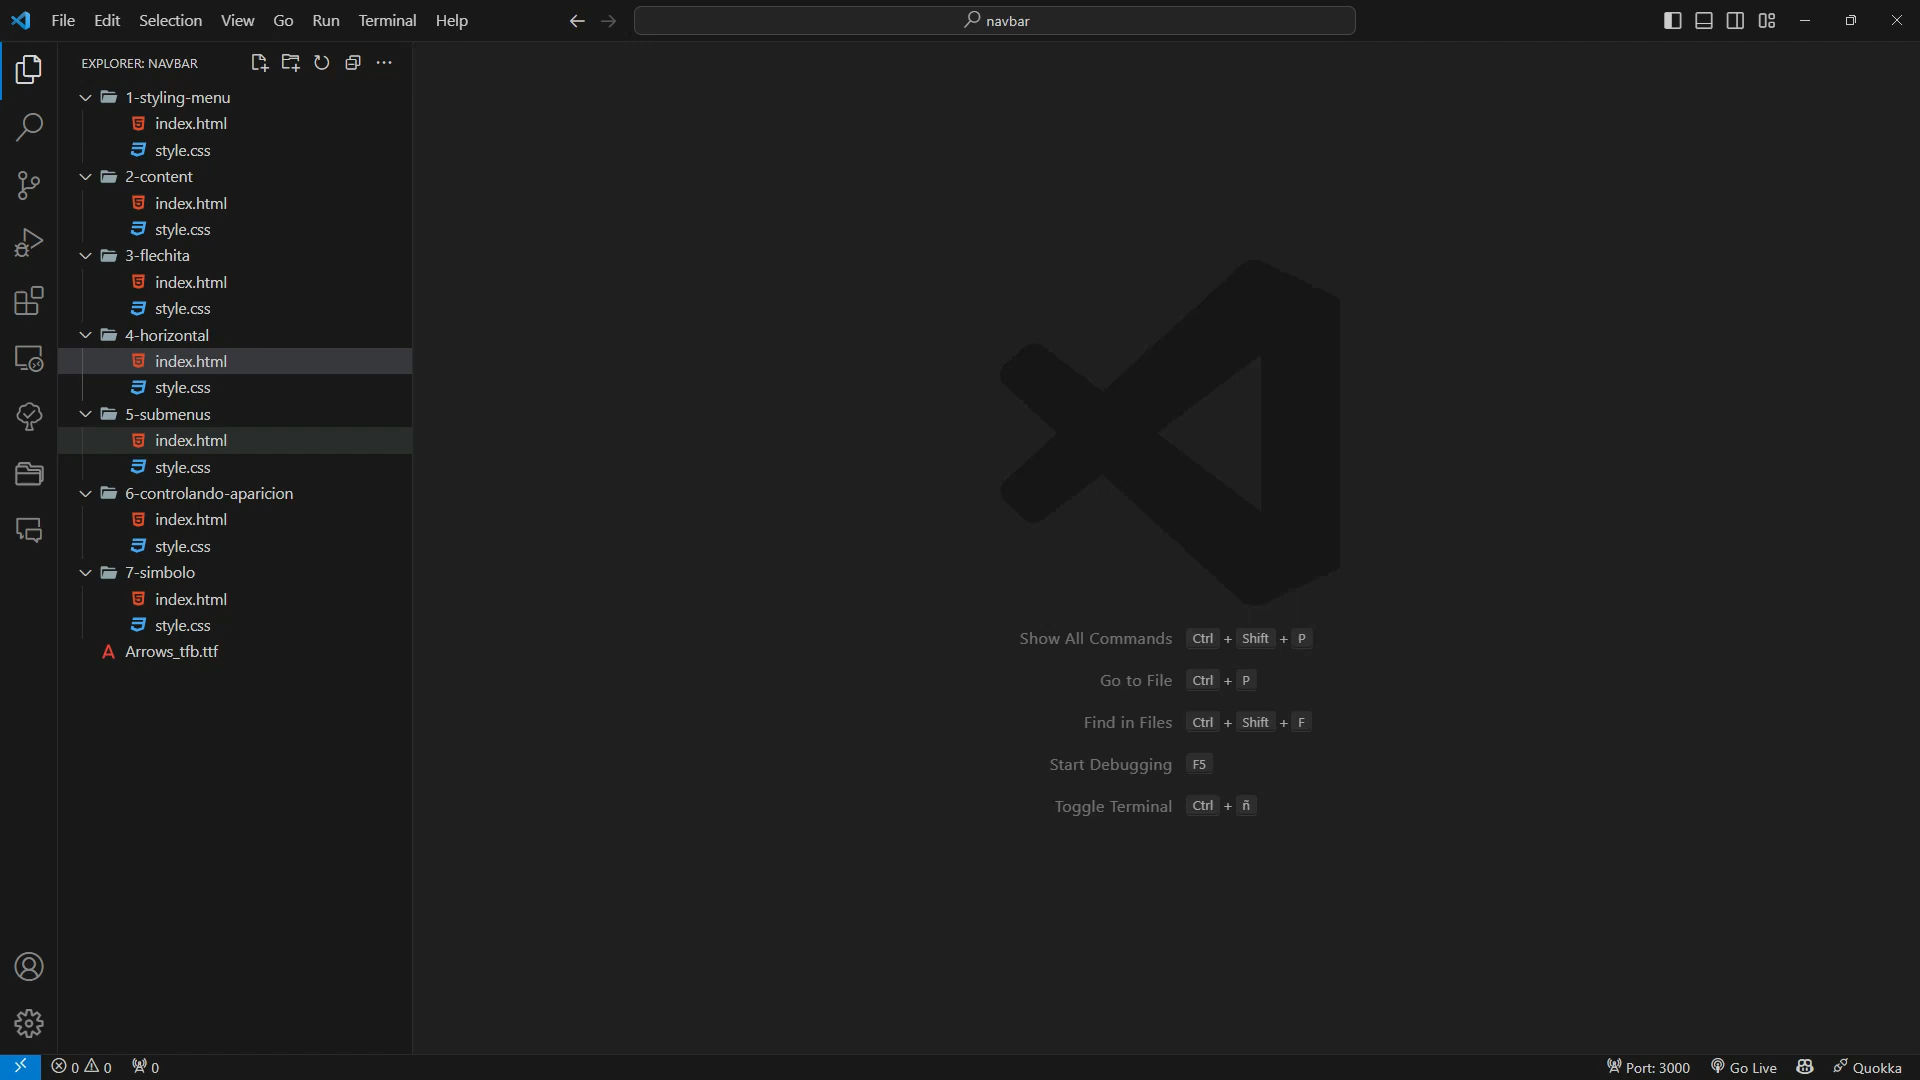 File Edit Selection View Go Run Terminal Help
navbar
EXPLORER: NAVBAR
1-styling-menu
index.html
style.css
2-content
index.html
style.css
3-flechita
index.html
style.css
4-horizontal
index.html
style.css
5-submenus
index.html
style.css
6-controlando-aparicion
index.html
style.css
7-simbolo
index.html
style.css
Arrows_tfb.ttf
Show All Commands Ctrl + Shift + P
Go to File Ctrl + P
Find in Files Ctrl + Shift + F
Start Debugging F5
Toggle Terminal Ctrl + ñ
0 0 0 Port: 3000 Go Live Quokka